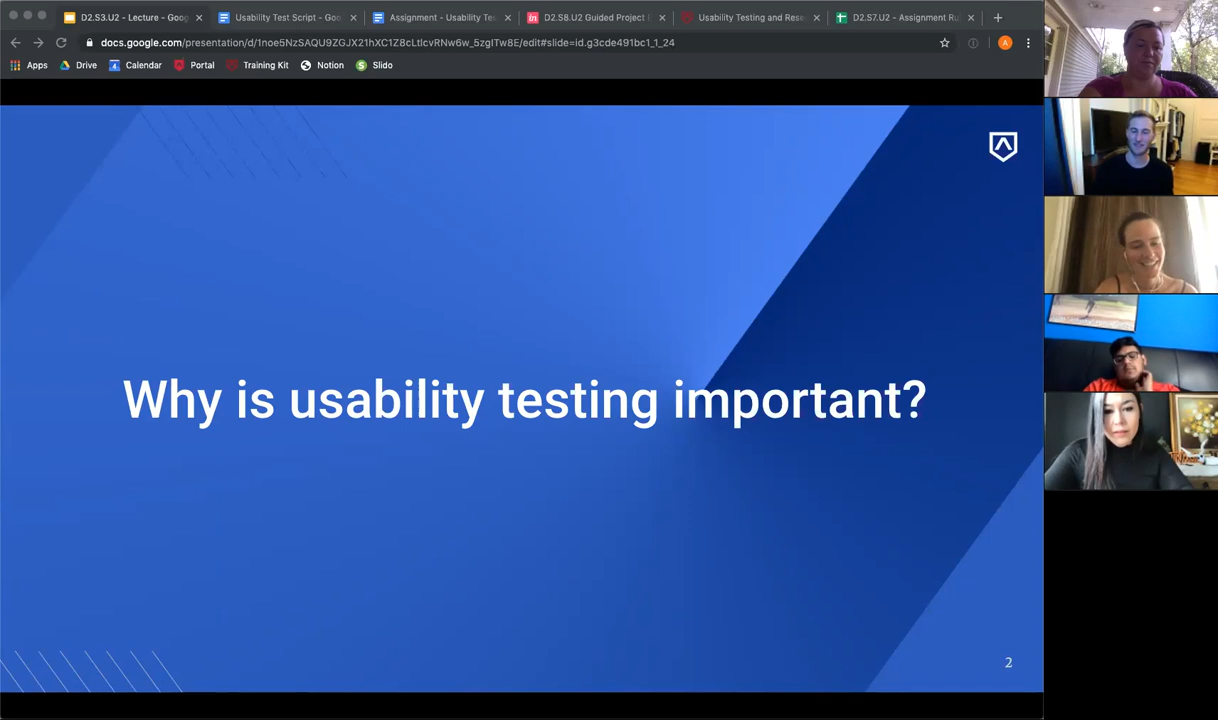 D2.S3.U2 - Lecture - Goog
Usability Test Script - Goo
Assignment - Usability Tes
D2.S8.U2 Guided Project
Usability Testing and Rese
D2.S7.U2 - Assignment Ru
docs.google.com/presentation/d/1noe5NzSAQU9ZGJX21hXC1Z8cLtIcvRNw6w_5zgITw8E/edit#slide=id.g3cde491bc1_1_24
A
Apps
Drive
Calendar
Portal
Training Kit
Notion
Slido
Why is usability testing important?
2